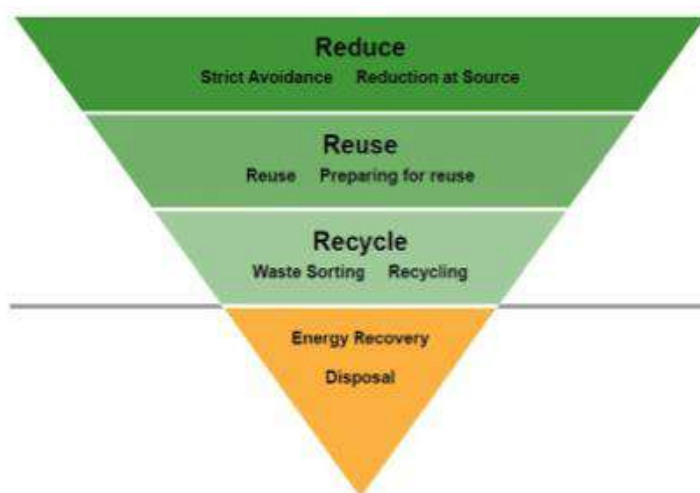 Reduce
Strict Avoidance Reduction at Source
Reuse
Reuse Preparing for reuse
Recycle
Waste Sorting Recycling
Energy Recovery
Disposal